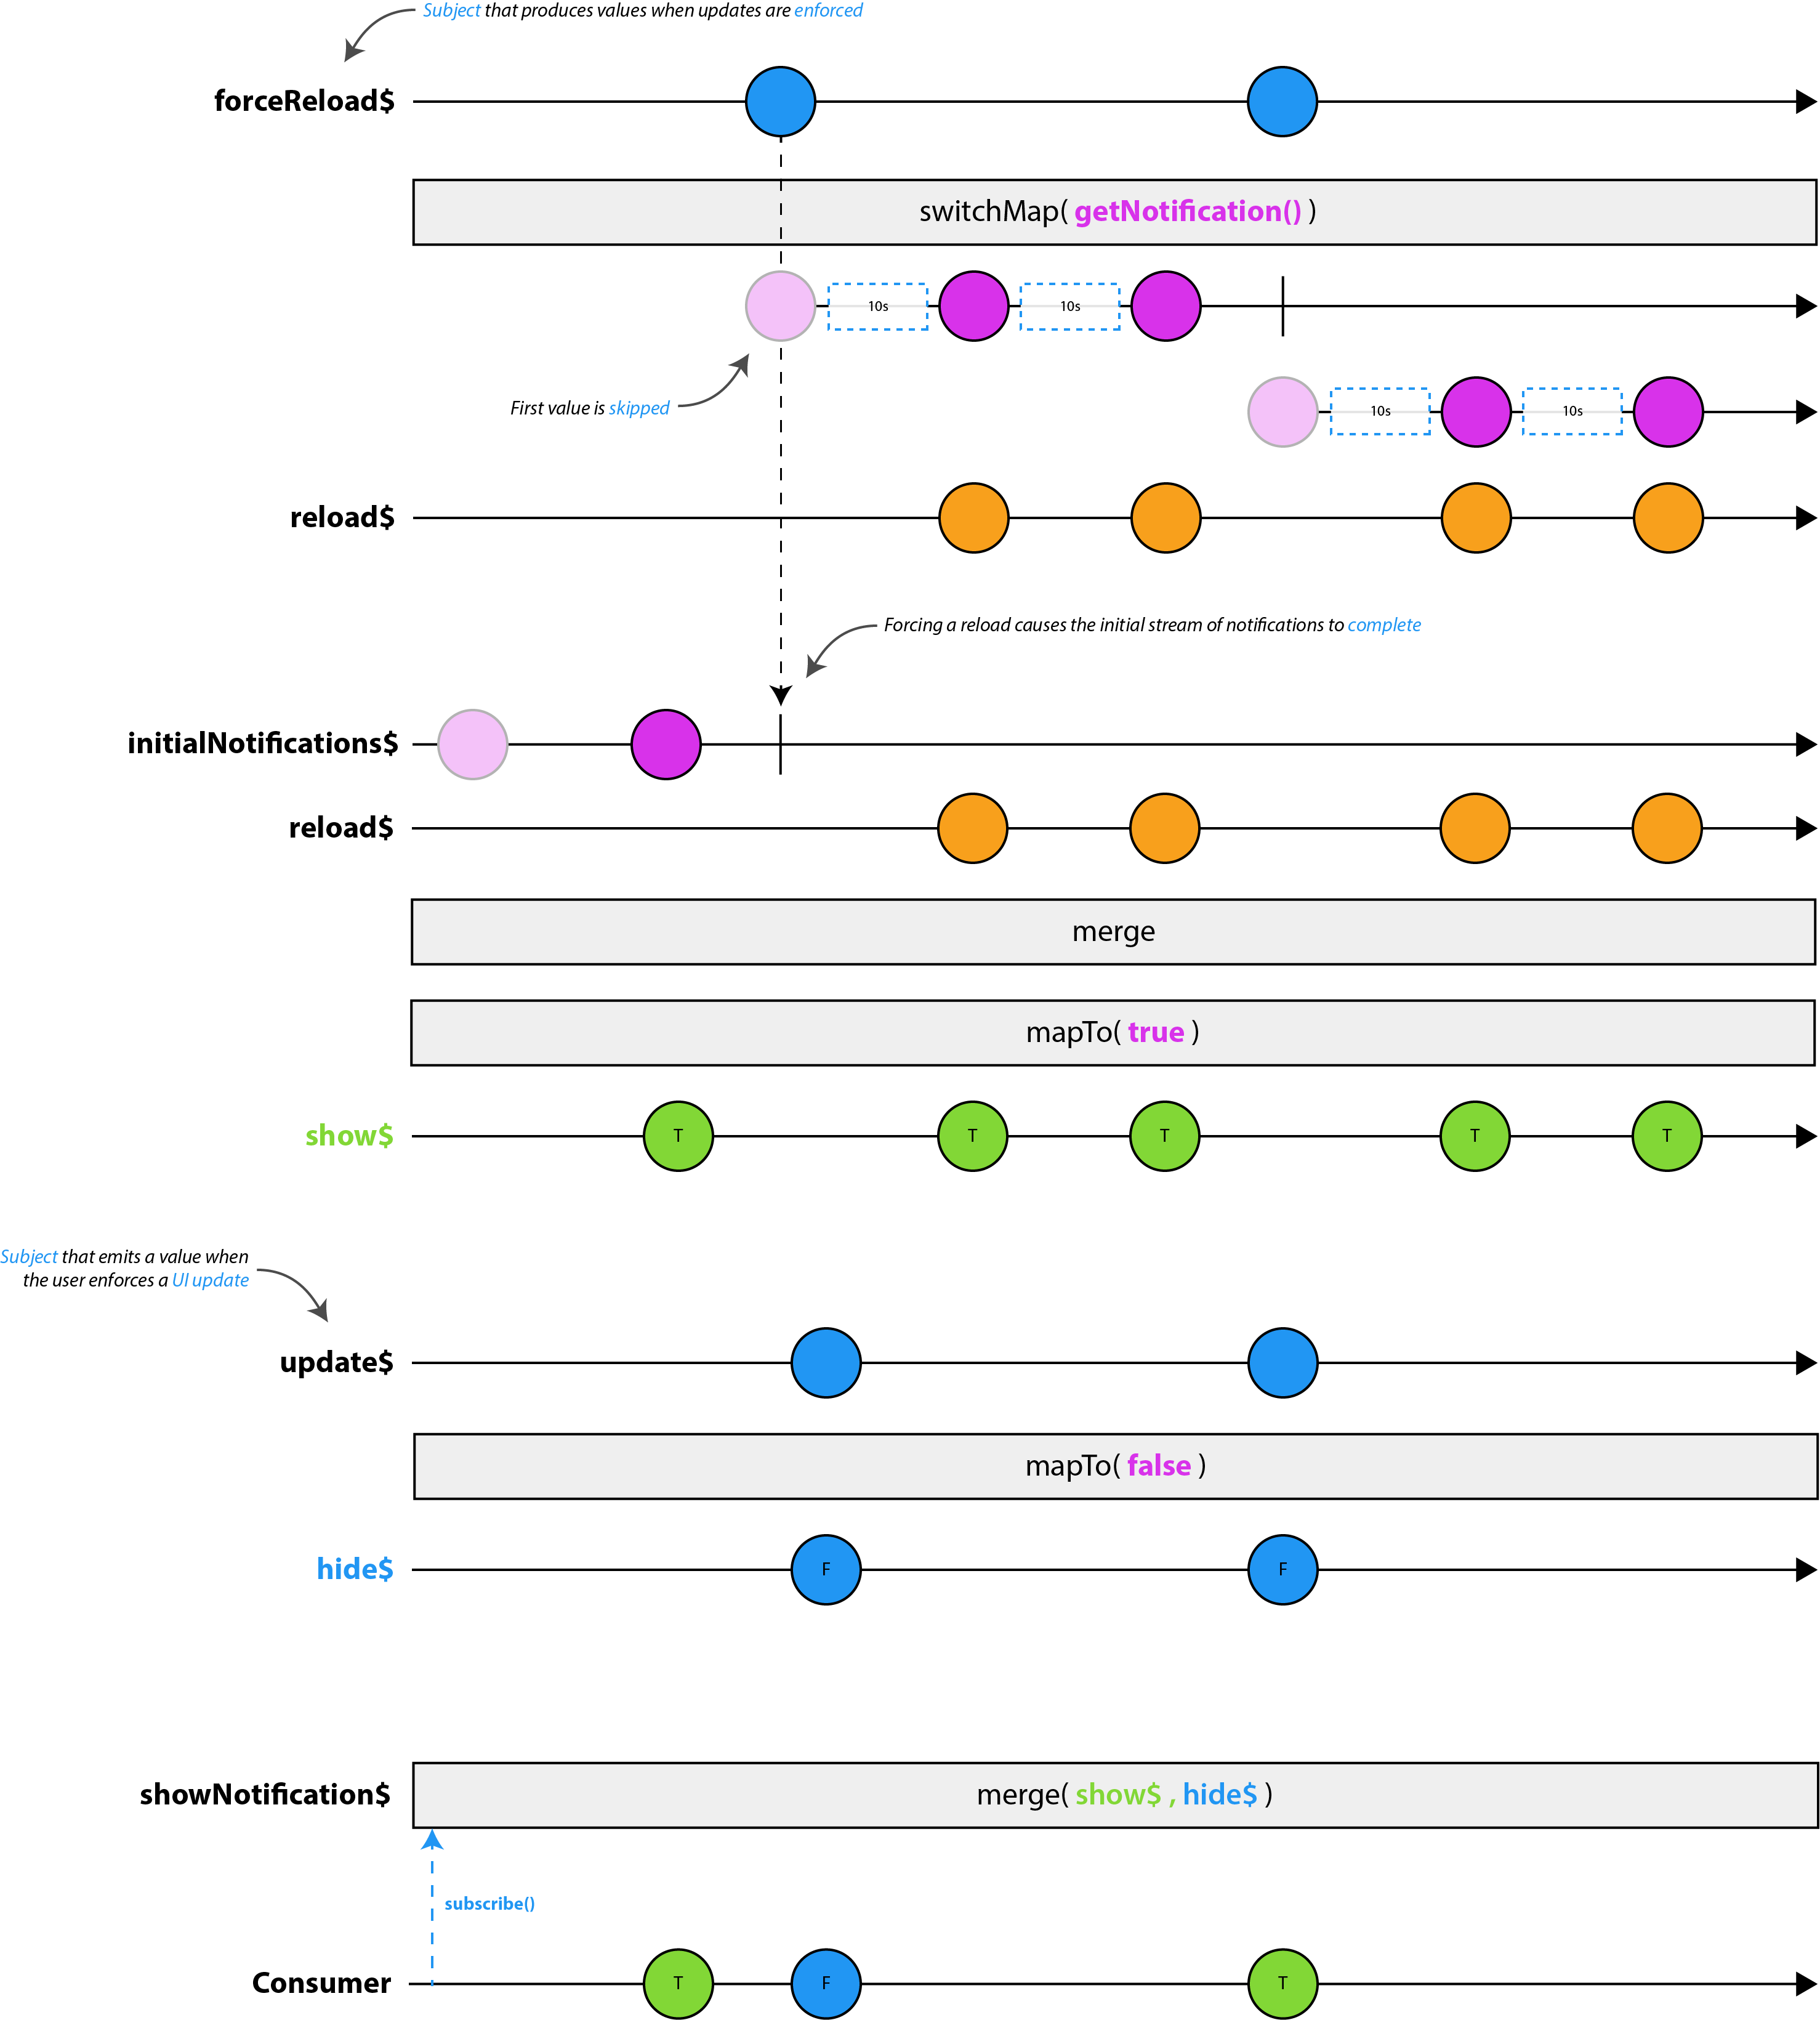 Subject that produces values when updates are enforced
forceReload$
switchMap( getNotification() )
10s
10s
First value is skipped
10s
10s
reload$
Forcing a reload causes the initial stream of notifications to complete
initialNotifications$
reload$
merge
mapTo( true )
show$
T
T
T
T
T
Subject that emits a value when
the user enforces a UI update
update$
mapTo( false )
hide$
F
F
showNotification$
merge( show$ , hide$ )
subscribe()
Consumer
T
F
T